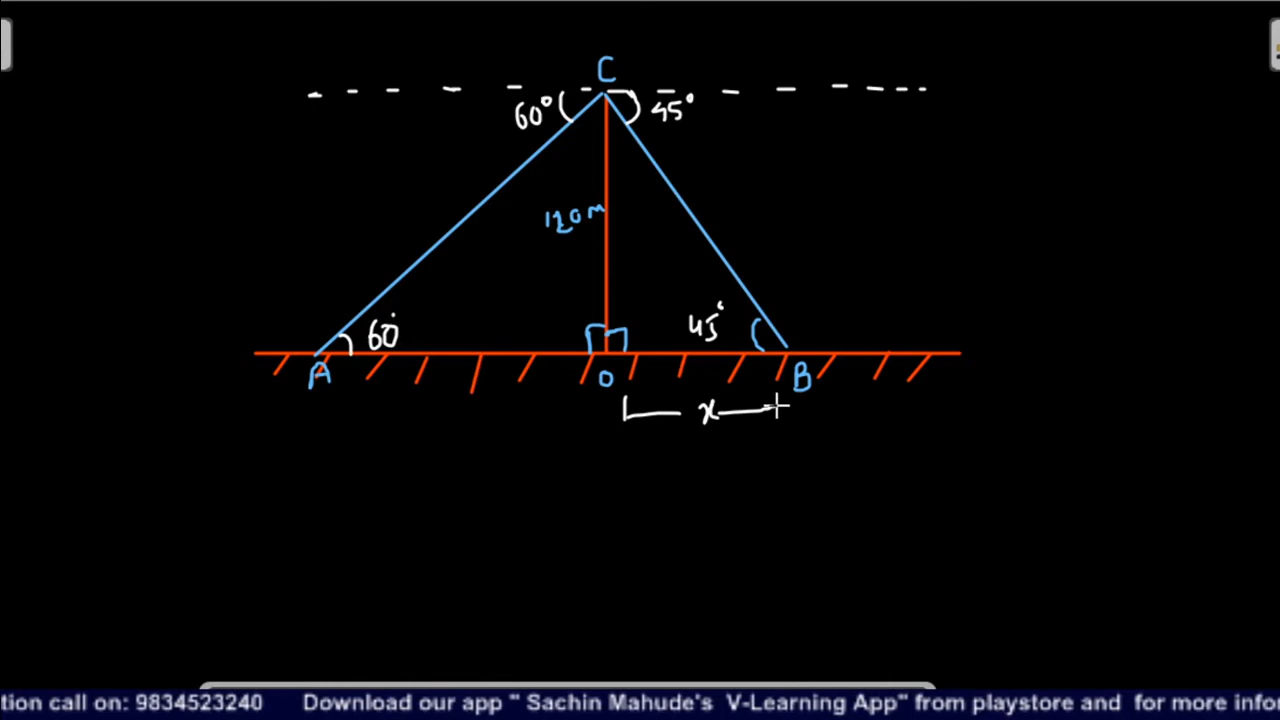 C
60° 45°
120m
60° 45°
A O B
x
tion call on: 9834523240 Download our app " Sachin Mahude's V-Learning App" from playstore and for more info